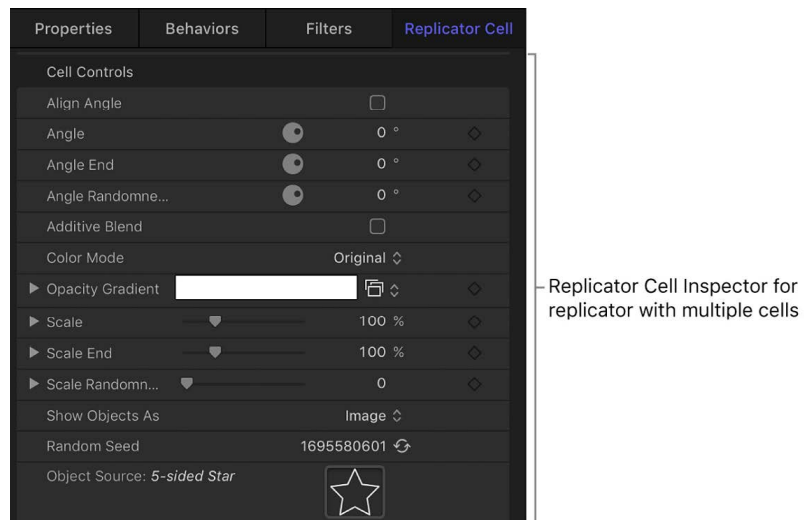 Properties Behaviors Filters Replicator Cell
Cell Controls
Align Angle
Angle 0 °
Angle End 0 °
Angle Randomne... 0 °
Additive Blend
Color Mode Original
Opacity Gradient
Scale 100 %
Scale End 100 %
Scale Randomn... 0
Show Objects As Image
Random Seed 1695580601
Object Source: 5-sided Star
Replicator Cell Inspector for
replicator with multiple cells